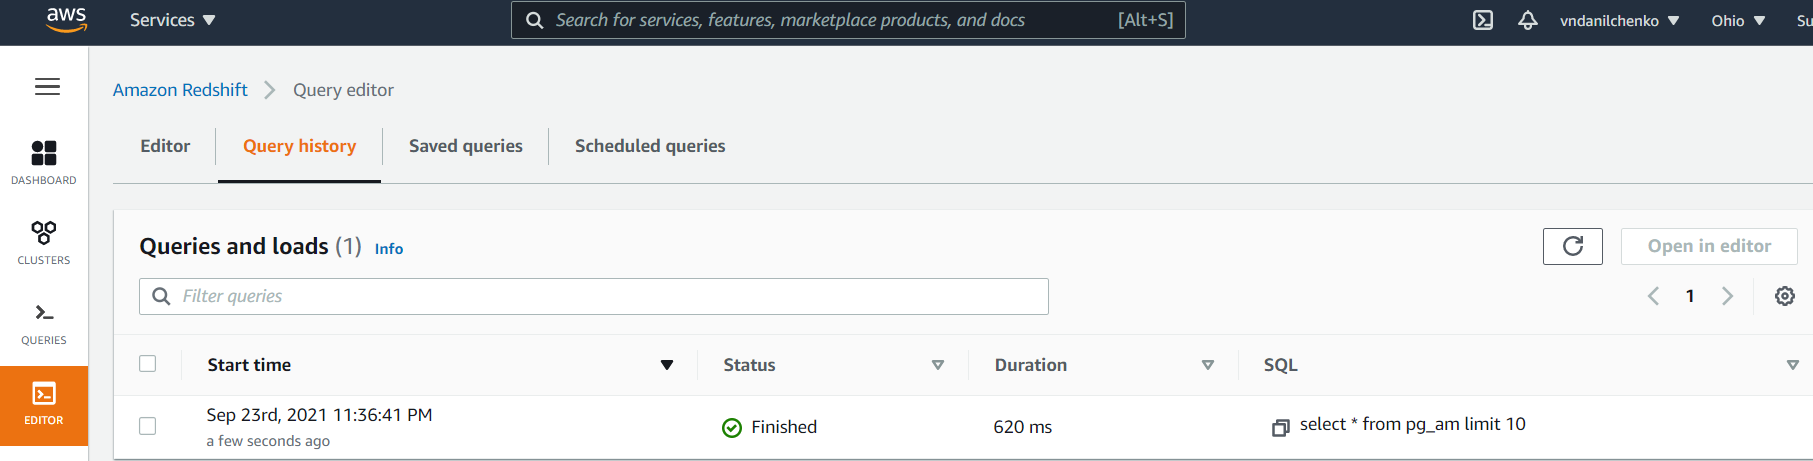 aws Services Search for services, features, marketplace products, and docs [Alt+S] vndanilchenko Ohio Su
Amazon Redshift Query editor
Editor Query history Saved queries Scheduled queries
DASHBOARD
Queries and loads (1) Info Open in editor
CLUSTERS
Filter queries 1
QUERIES
Start time Status Duration SQL
EDITOR
Sep 23rd, 2021 11:36:41 PM Finished 620 ms select * from pg_am limit 10
a few seconds ago